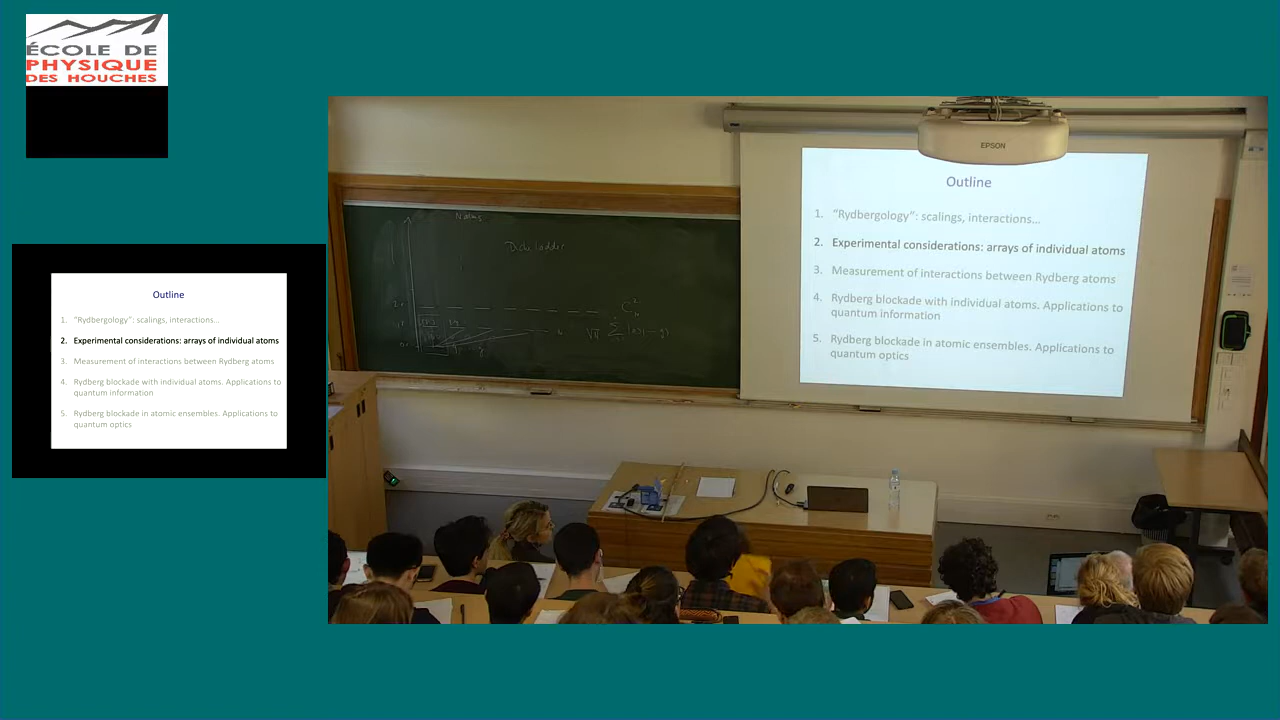 ÉCOLE DE
PHYSIQUE
DES HOUCHES
Outline
1. "Rydbergology": scalings, interactions...
2. Experimental considerations: arrays of individual atoms
3. Measurement of interactions between Rydberg atoms
4. Rydberg blockade with individual atoms. Applications to
quantum information
5. Rydberg blockade in atomic ensembles. Applications to
quantum optics
N atoms
Dicke ladder
EPSON
Outline
1. "Rydbergology": scalings, interactions...
2. Experimental considerations: arrays of individual atoms
3. Measurement of interactions between Rydberg atoms
4. Rydberg blockade with individual atoms. Applications to
quantum information
5. Rydberg blockade in atomic ensembles. Applications to
quantum optics